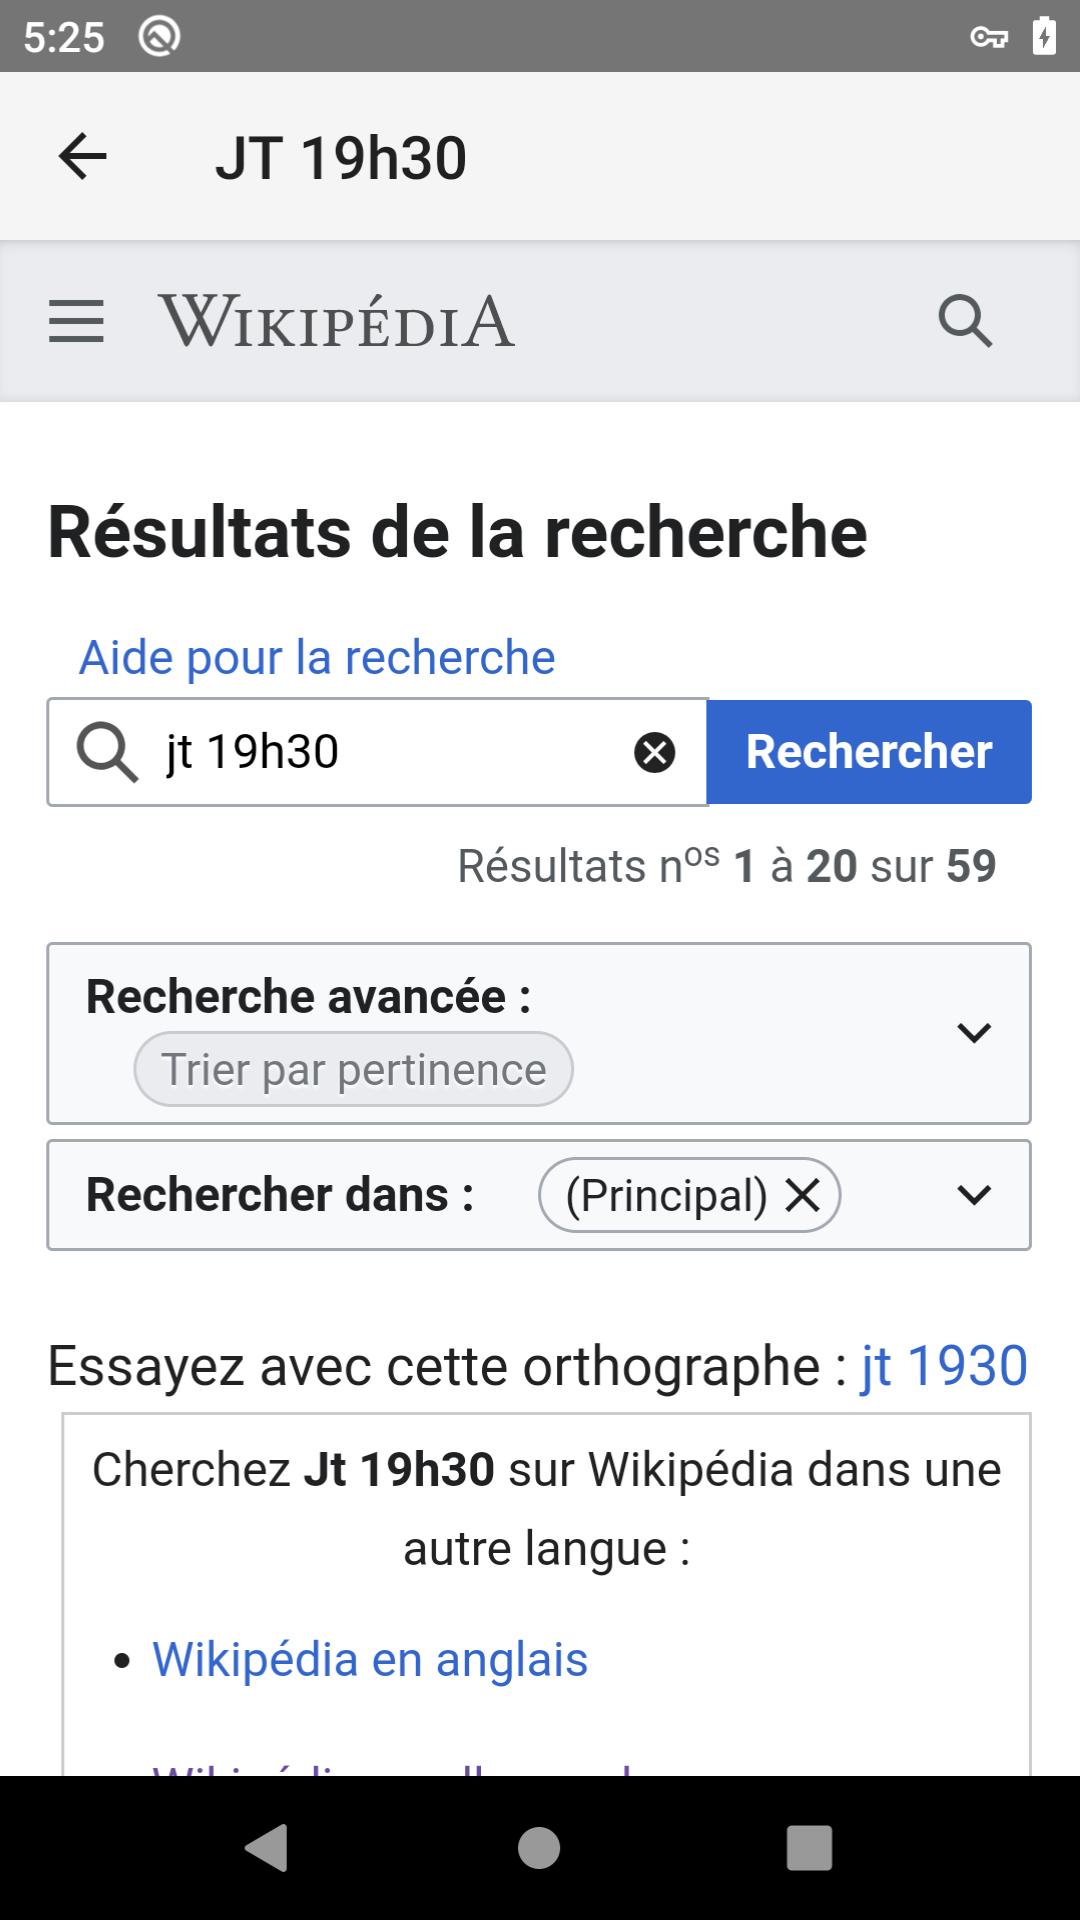 5:25
JT 19h30
WIKIPÉDIA
Résultats de la recherche
Aide pour la recherche
jt 19h30
Rechercher
Résultats nos 1 à 20 sur 59
Recherche avancée :
Trier par pertinence
Rechercher dans :
(Principal)
Essayez avec cette orthographe : jt 1930
Cherchez Jt 19h30 sur Wikipédia dans une
autre langue :
• Wikipédia en anglais